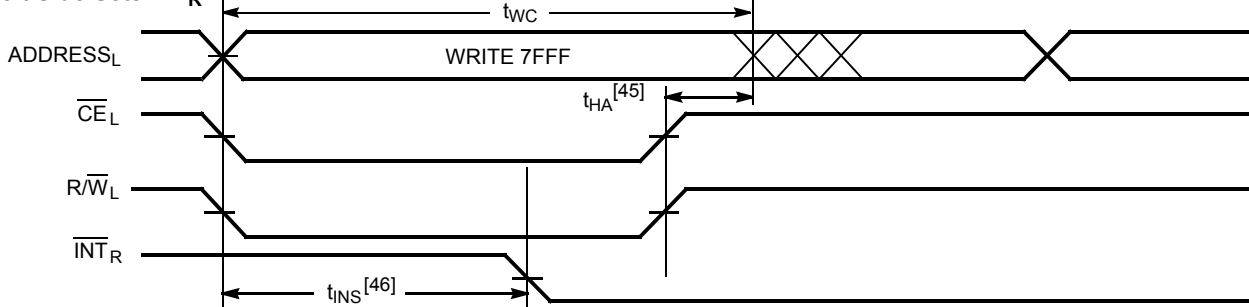 R
tWC
ADDRESSL
WRITE 7FFF
tHA[45]
CEL
R/WL
INTR
tINS[46]